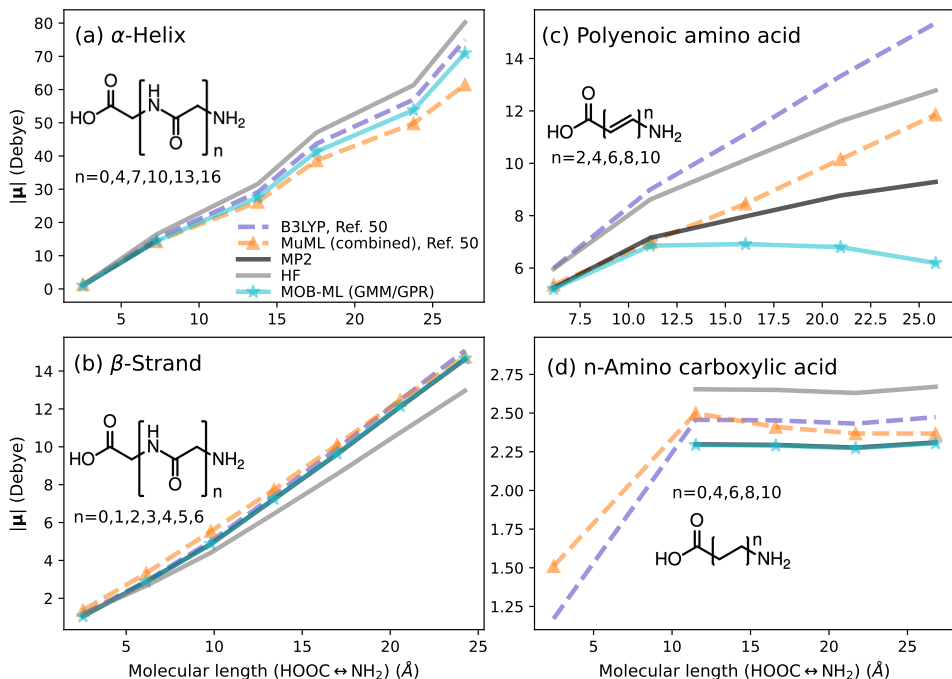 (a) α-Helix
80
70
60
50
40
30
20
10
0
|μ| (Debye)
O
HO
H
N
O
NH₂
n
n=0,4,7,10,13,16
B3LYP, Ref. 50
MuML (combined), Ref. 50
MP2
HF
MOB-ML (GMM/GPR)
5
10
15
20
25
(c) Polyenoic amino acid
14
12
10
8
6
O
HO
n
NH₂
n=2,4,6,8,10
7.5
10.0
12.5
15.0
17.5
20.0
22.5
25.0
(b) β-Strand
14
12
10
8
6
4
2
|μ| (Debye)
O
HO
H
N
O
NH₂
n
n=0,1,2,3,4,5,6
5
10
15
20
25
Molecular length (HOOC↔NH₂) (Å)
(d) n-Amino carboxylic acid
2.75
2.50
2.25
2.00
1.75
1.50
1.25
n=0,4,6,8,10
O
HO
n
NH₂
5
10
15
20
25
Molecular length (HOOC↔NH₂) (Å)